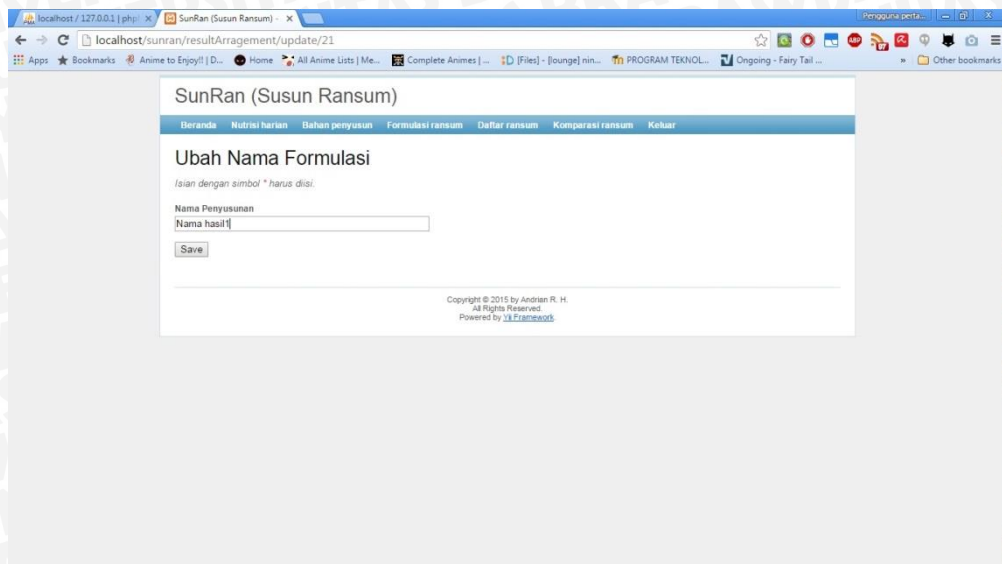 localhost / 127.0.0.1 | php
SunRan (Susun Ransum) -
Pengguna perta...
localhost/sunran/resultArragement/update/21
Apps Bookmarks Anime to Enjoy!! | D... Home All Anime Lists | Me... Complete Animes | ... [Files] - [lounge] nin... PROGRAM TEKNOL... Ongoing - Fairy Tail ... » Other bookmarks
SunRan (Susun Ransum)
Beranda Nutrisi harian Bahan penyusun Formulasi ransum Daftar ransum Komparasi ransum Keluar
Ubah Nama Formulasi
Isian dengan simbol * harus diisi.
Nama Penyusunan
Nama hasil1
Save
Copyright © 2015 by Andrian R. H.
All Rights Reserved.
Powered by Yii Framework.